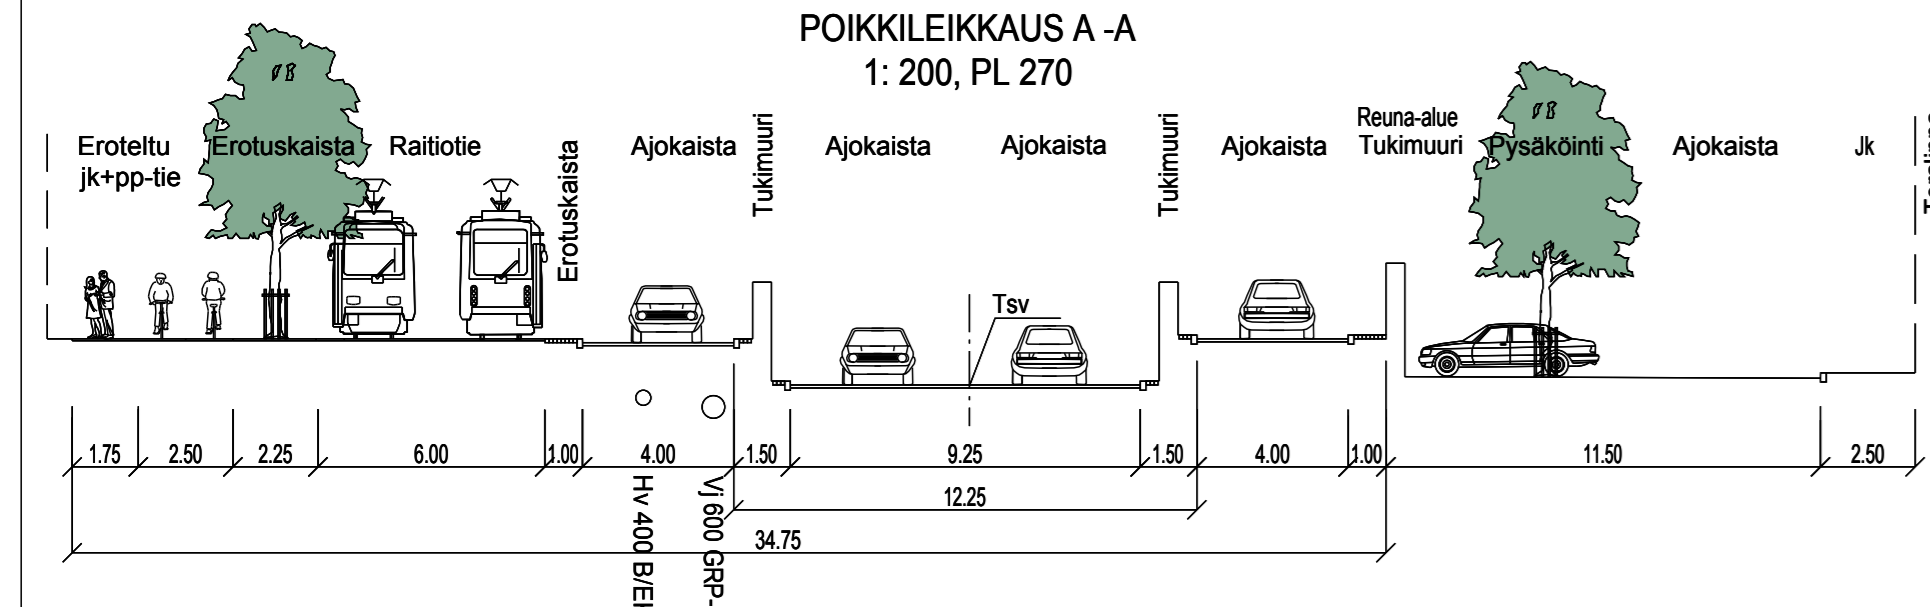 POIKKILEIKKAUS A -A
1: 200, PL 270
Eroteltu
jk+pp-tie
Erotuskaista
Raitiotie
Erotuskaista
Ajokaista
Tukimuuri
Ajokaista
Ajokaista
Tukimuuri
Ajokaista
Reuna-alue
Tukimuuri
Pysäköinti
Ajokaista
Jk
Tsv
1.75
2.50
2.25
6.00
1.00
4.00
1.50
9.25
1.50
4.00
1.00
11.50
2.50
12.25
34.75
Hv 400 B/
Vj 600 GRP-